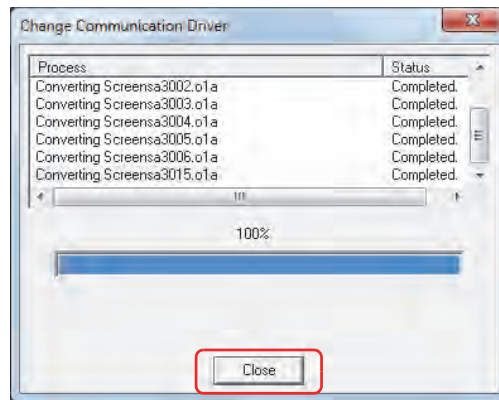 Change Communication Driver
Process Status
Converting Screensa3002.o1a Completed.
Converting Screensa3003.o1a Completed.
Converting Screensa3004.o1a Completed.
Converting Screensa3005.o1a Completed.
Converting Screensa3006.o1a Completed.
Converting Screensa3015.o1a Completed.
100%
Close